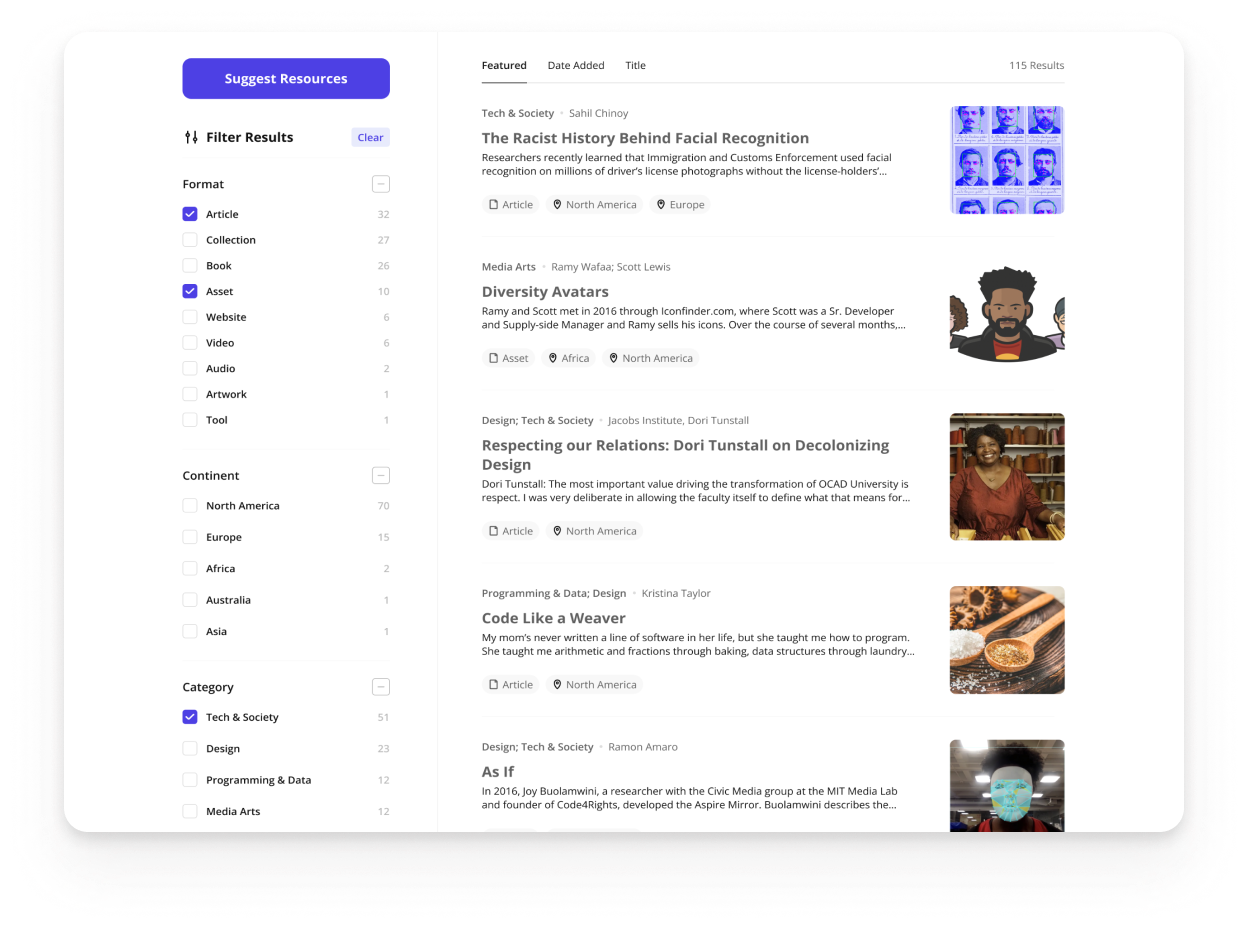 Suggest Resources
Filter Results
Clear
Format
Article 32
Collection 27
Book 26
Asset 10
Website 6
Video 6
Audio 2
Artwork 1
Tool 1
Continent
North America 70
Europe 15
Africa 2
Australia 1
Asia 1
Category
Tech & Society 51
Design 23
Programming & Data 12
Media Arts 12
Featured Date Added Title 115 Results
Tech & Society • Sahil Chinoy
The Racist History Behind Facial Recognition
Researchers recently learned that Immigration and Customs Enforcement used facial
recognition on millions of driver's license photographs without the license-holders'...
Article North America Europe
Media Arts • Ramy Wafaa; Scott Lewis
Diversity Avatars
Ramy and Scott met in 2016 through Iconfinder.com, where Scott was a Sr. Developer
and Supply-side Manager and Ramy sells his icons. Over the course of several months,...
Asset Africa North America
Design; Tech & Society • Jacobs Institute, Dori Tunstall
Respecting our Relations: Dori Tunstall on Decolonizing
Design
Dori Tunstall: The most important value driving the transformation of OCAD University is
respect. I was very deliberate in allowing the faculty itself to define what that means for...
Article North America
Programming & Data; Design • Kristina Taylor
Code Like a Weaver
My mom's never written a line of software in her life, but she taught me how to program.
She taught me arithmetic and fractions through baking, data structures through laundry...
Article North America
Design; Tech & Society • Ramon Amaro
As If
In 2016, Joy Buolamwini, a researcher with the Civic Media group at the MIT Media Lab
and founder of Code4Rights, developed the Aspire Mirror. Buolamwini describes the...